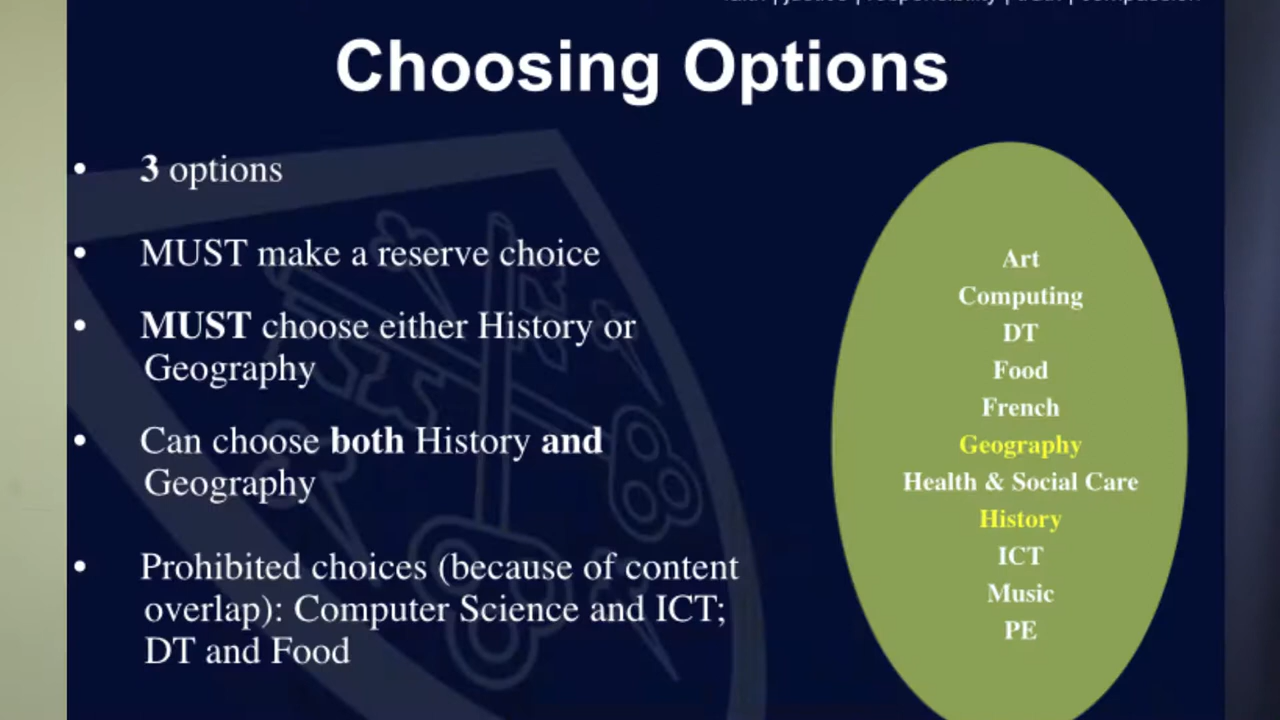 Choosing Options
• 3 options
• MUST make a reserve choice
• MUST choose either History or
Geography
• Can choose both History and
Geography
• Prohibited choices (because of content
overlap): Computer Science and ICT;
DT and Food
Art
Computing
DT
Food
French
Geography
Health & Social Care
History
ICT
Music
PE